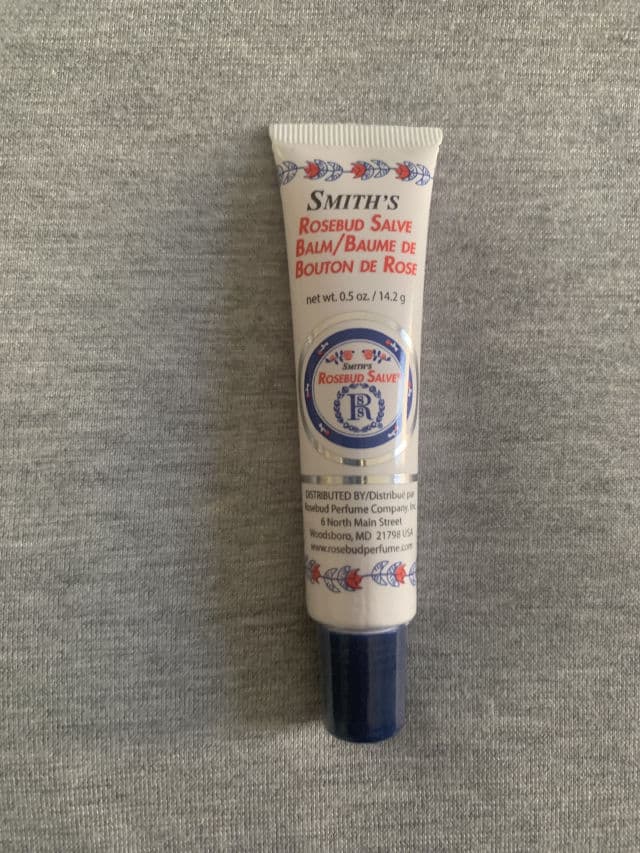 SMITH'S
ROSEBUD SALVE
BALM/BAUME DE
BOUTON DE ROSE
net wt. 0.5 oz. / 14.2 g
SMITH'S
ROSEBUD SALVE
R
DISTRIBUTED BY/Distribué par
Rosebud Perfume Company, Inc.
6 North Main Street
Woodsboro, MD 21798 USA
www.rosebudperfume.com